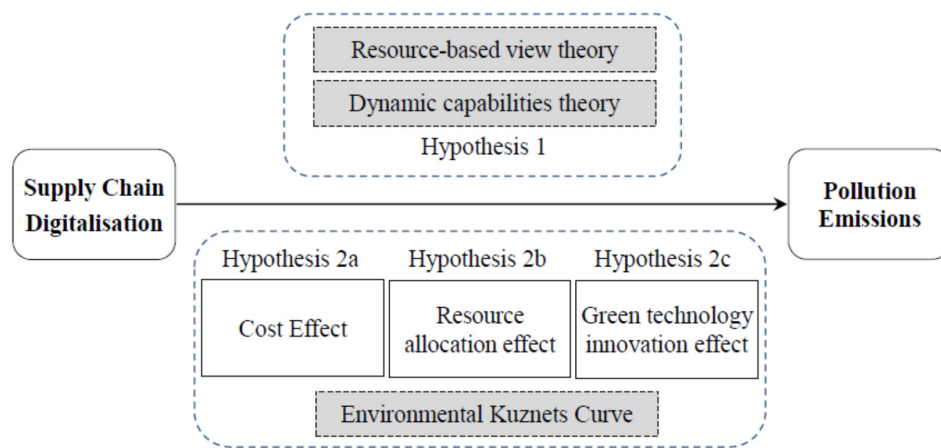 Resource-based view theory
Dynamic capabilities theory
Hypothesis 1
Supply Chain
Digitalisation
Pollution
Emissions
Hypothesis 2a
Hypothesis 2b
Hypothesis 2c
Cost Effect
Resource
allocation effect
Green technology
innovation effect
Environmental Kuznets Curve